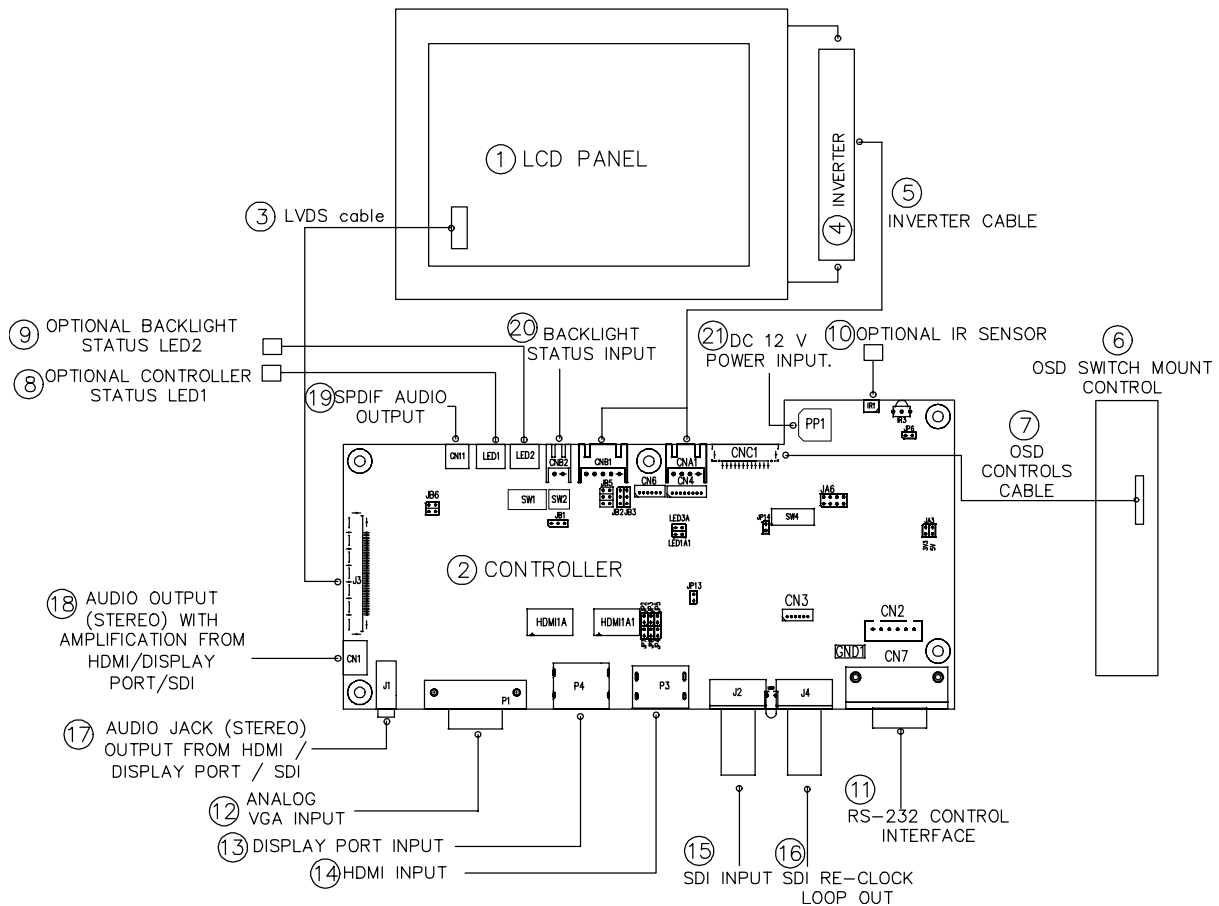 1 LCD PANEL
4 INVERTER
5
INVERTER CABLE
3 LVDS cable
9 OPTIONAL BACKLIGHT
STATUS LED2
8 OPTIONAL CONTROLLER
STATUS LED1
20 BACKLIGHT
STATUS INPUT
21 DC 12 V
POWER INPUT.
10 OPTIONAL IR SENSOR
6
OSD SWITCH MOUNT
CONTROL
19 SPDIF AUDIO
OUTPUT
7
OSD
CONTROLS
CABLE
PP1
IR1
IR3
JP6
CN11
LED1
LED2
CNB2
CNB1
CNA1
CNC1
CN6
CN4
JB6
SW1
SW2
JB1
JB5
JB2
JB3
LED3A
LED1A1
JP14
SW4
JA6
JA3
3V3
5V
2 CONTROLLER
J3
JP13
HDMI1A
HDMI1A1
CN3
CN2
GND1
CN7
18 AUDIO OUTPUT
(STEREO) WITH
AMPLIFICATION FROM
HDMI/DISPLAY
PORT/SDI
CN1
J1
P1
P4
P3
J2
J4
17 AUDIO JACK (STEREO)
OUTPUT FROM HDMI /
DISPLAY PORT / SDI
12 ANALOG
VGA INPUT
13 DISPLAY PORT INPUT
14 HDMI INPUT
15
SDI INPUT
16
SDI RE-CLOCK
LOOP OUT
11
RS-232 CONTROL
INTERFACE